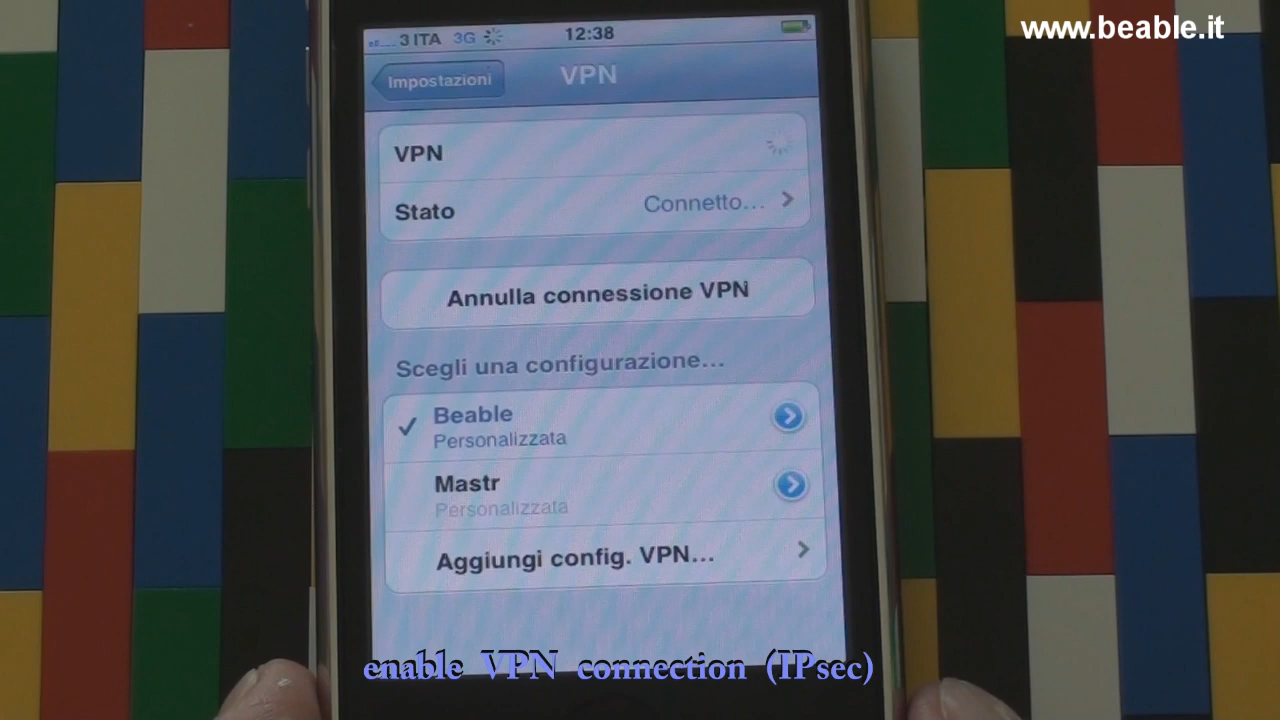 www.beable.it
3 ITA 3G 12:38
Impostazioni VPN
VPN
Stato Connetto...
Annulla connessione VPN
Scegli una configurazione...
Beable
Personalizzata
Mastr
Personalizzata
Aggiungi config. VPN...
enable VPN connection (IPsec)